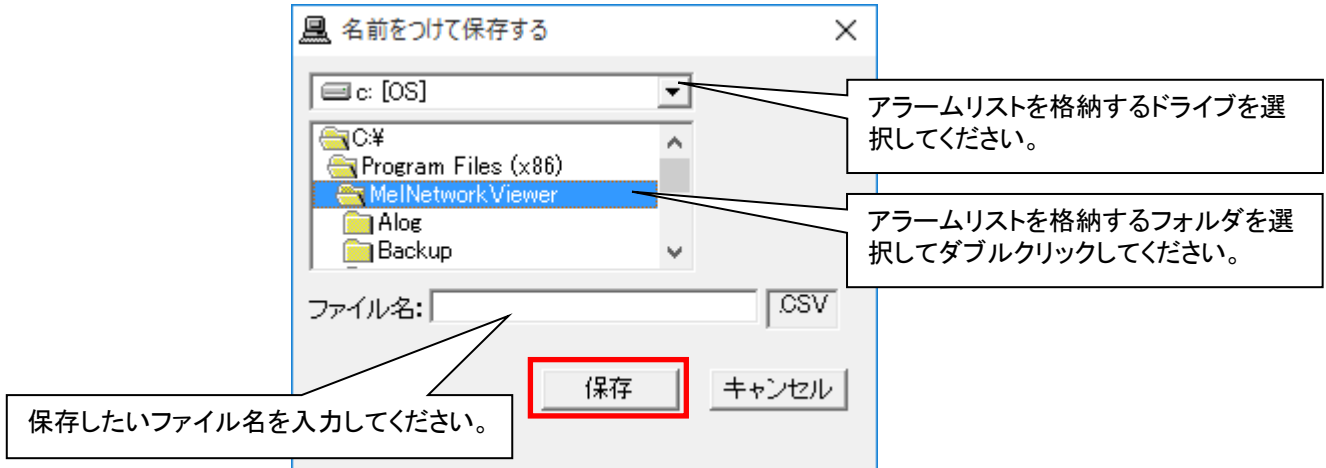 名前をつけて保存する
c: [OS]
アラームリストを格納するドライブを選
択してください。
C:¥
Program Files (x86)
MelNetworkViewer
Alog
Backup
アラームリストを格納するフォルダを選
択してダブルクリックしてください。
ファイル名:
.CSV
保存
キャンセル
保存したいファイル名を入力してください。